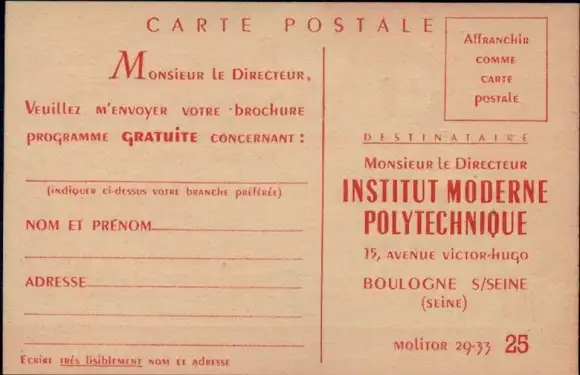 CARTE POSTALE
Monsieur le Directeur,
Veuillez m'envoyer votre brochure
programme GRATUITE concernant :
(indiquer ci-dessus votre branche préférée)
NOM ET PRÉNOM
ADRESSE
Écrire très lisiblement nom et adresse
Affranchir
comme
carte
postale
DESTINATAIRE
Monsieur le Directeur
INSTITUT MODERNE
POLYTECHNIQUE
15, AVENUE VICTOR-HUGO
BOULOGNE S/SEINE
(SEINE)
Molitor 29-33 25